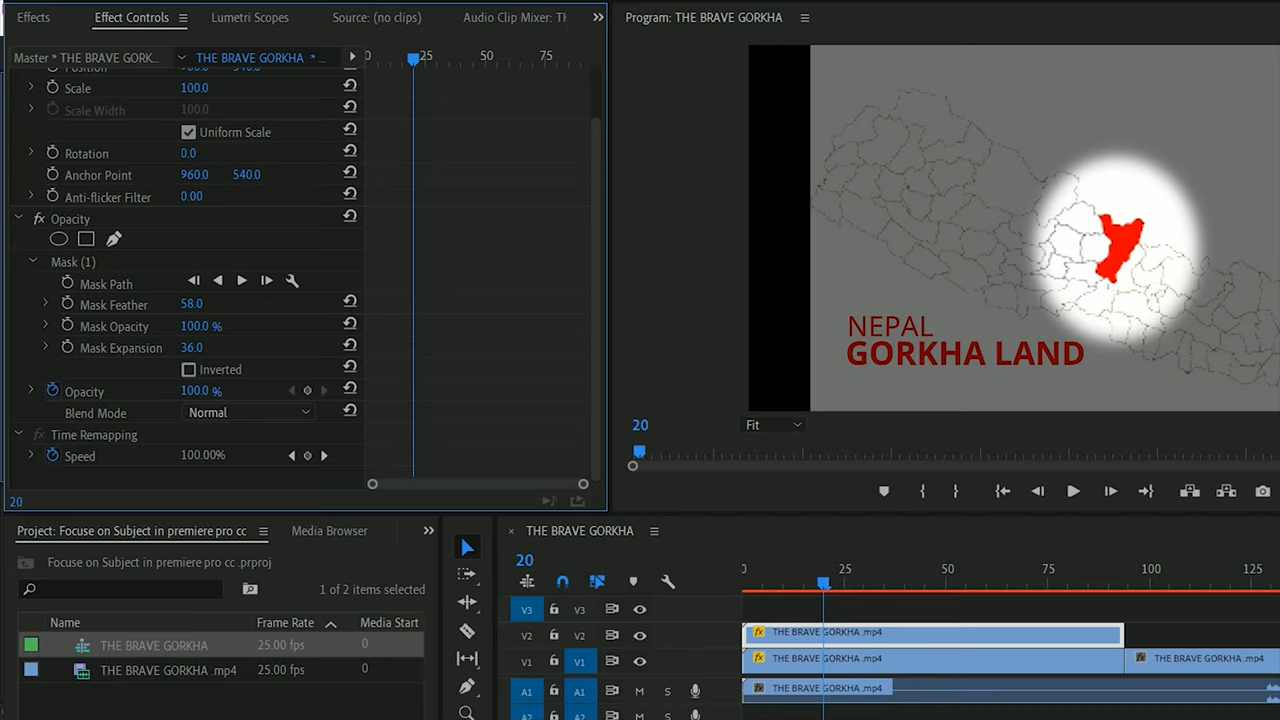 Effects
Effect Controls
Lumetri Scopes
Source: (no clips)
Audio Clip Mixer: TH
Program: THE BRAVE GORKHA
Master * THE BRAVE GORK...
THE BRAVE GORKHA * ...
0 25 50 75
Position
Scale 100.0
Scale Width 100.0
Uniform Scale
Rotation 0.0
Anchor Point 960.0 540.0
Anti-flicker Filter 0.00
fx Opacity
Mask (1)
Mask Path
Mask Feather 58.0
Mask Opacity 100.0 %
Mask Expansion 36.0
Inverted
Opacity 100.0 %
Blend Mode Normal
fx Time Remapping
Speed 100.00%
20
NEPAL
GORKHA LAND
20 Fit
Project: Focuse on Subject in premiere pro cc
Media Browser
Focuse on Subject in premiere pro cc .prproj
1 of 2 items selected
Name Frame Rate Media Start
THE BRAVE GORKHA 25.00 fps 0
THE BRAVE GORKHA .mp4 25.00 fps 0
× THE BRAVE GORKHA
20
0 25 50 75 100 125
V3 V3
V2 fx THE BRAVE GORKHA .mp4
V1 V1 fx THE BRAVE GORKHA .mp4 fx THE BRAVE GORKHA .mp4
A1 A1 M S fx THE BRAVE GORKHA .mp4
A2 M S